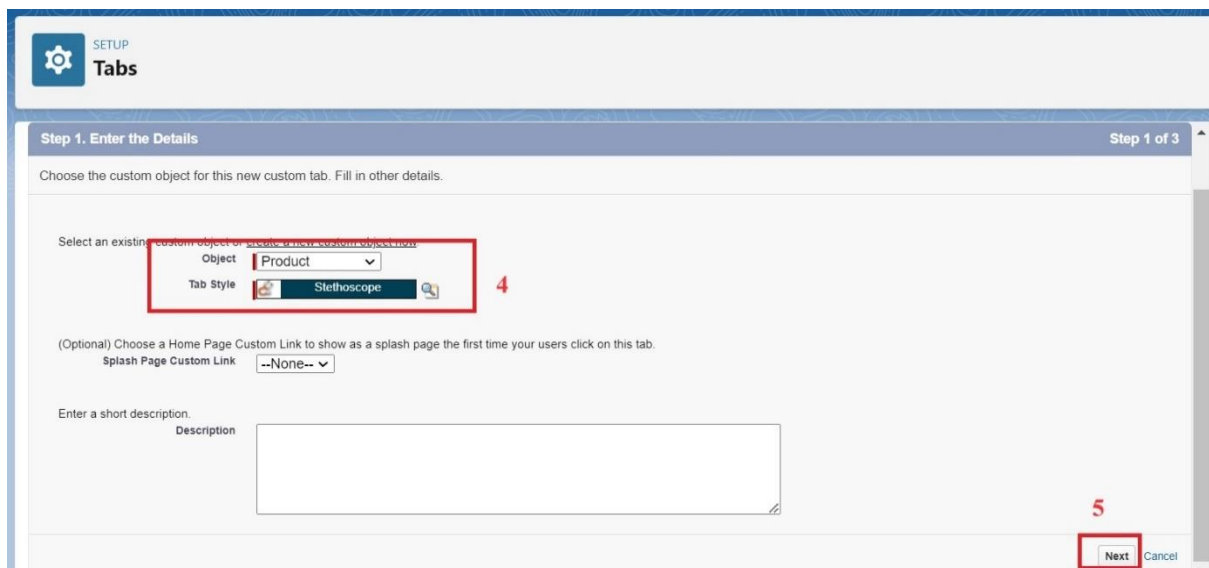 SETUP
Tabs
Step 1. Enter the Details Step 1 of 3
Choose the custom object for this new custom tab. Fill in other details.
Select an existing custom object or create a new custom object now
Object Product
Tab Style Stethoscope 4
(Optional) Choose a Home Page Custom Link to show as a splash page the first time your users click on this tab.
Splash Page Custom Link --None--
Enter a short description.
Description
5
Next Cancel